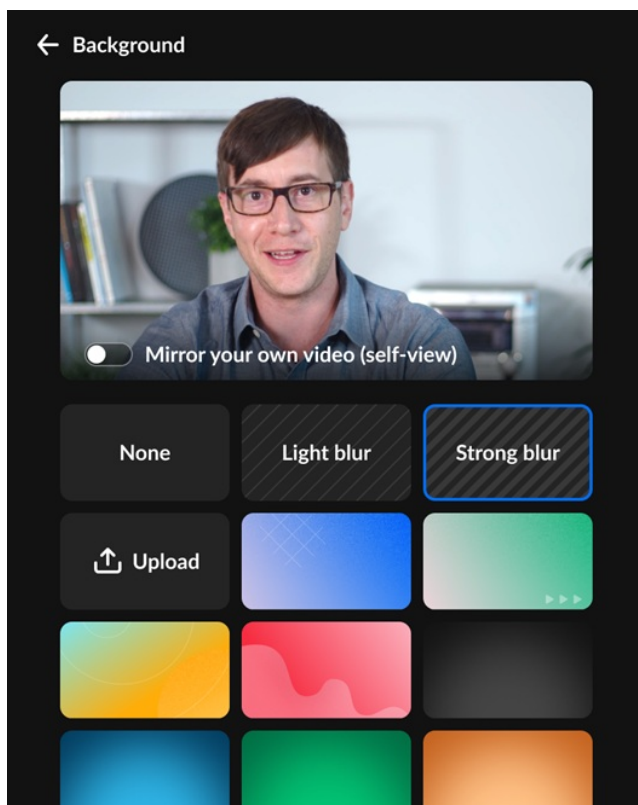 Background
Mirror your own video (self-view)
None
Light blur
Strong blur
Upload